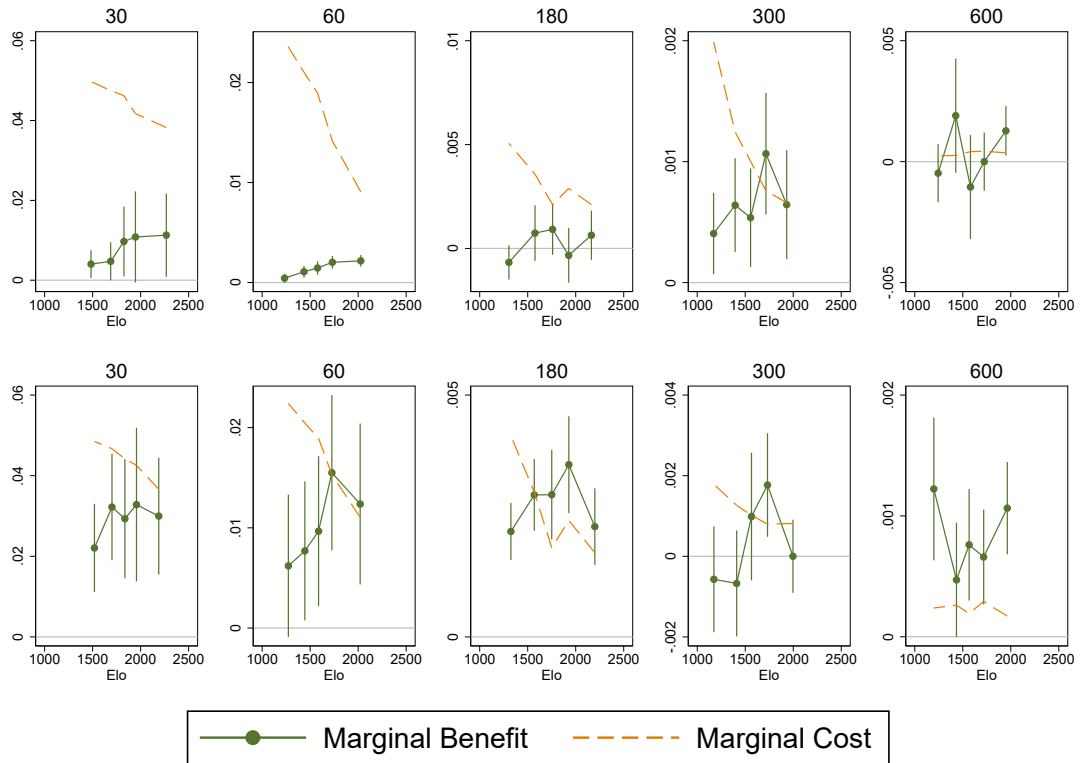 30 60 180 300 600
.06 .04 .02 0
.02 .01 0
.01 .005 0
.002 .001 0
.005 0 -.005
1000 1500 2000 2500 1000 1500 2000 2500 1000 1500 2000 2500 1000 1500 2000 2500 1000 1500 2000 2500
Elo Elo Elo Elo Elo
30 60 180 300 600
.06 .04 .02 0
.02 .01 0
.005 0
.004 .002 0 -.002
.002 .001 0
1000 1500 2000 2500 1000 1500 2000 2500 1000 1500 2000 2500 1000 1500 2000 2500 1000 1500 2000 2500
Elo Elo Elo Elo Elo
Marginal Benefit Marginal Cost